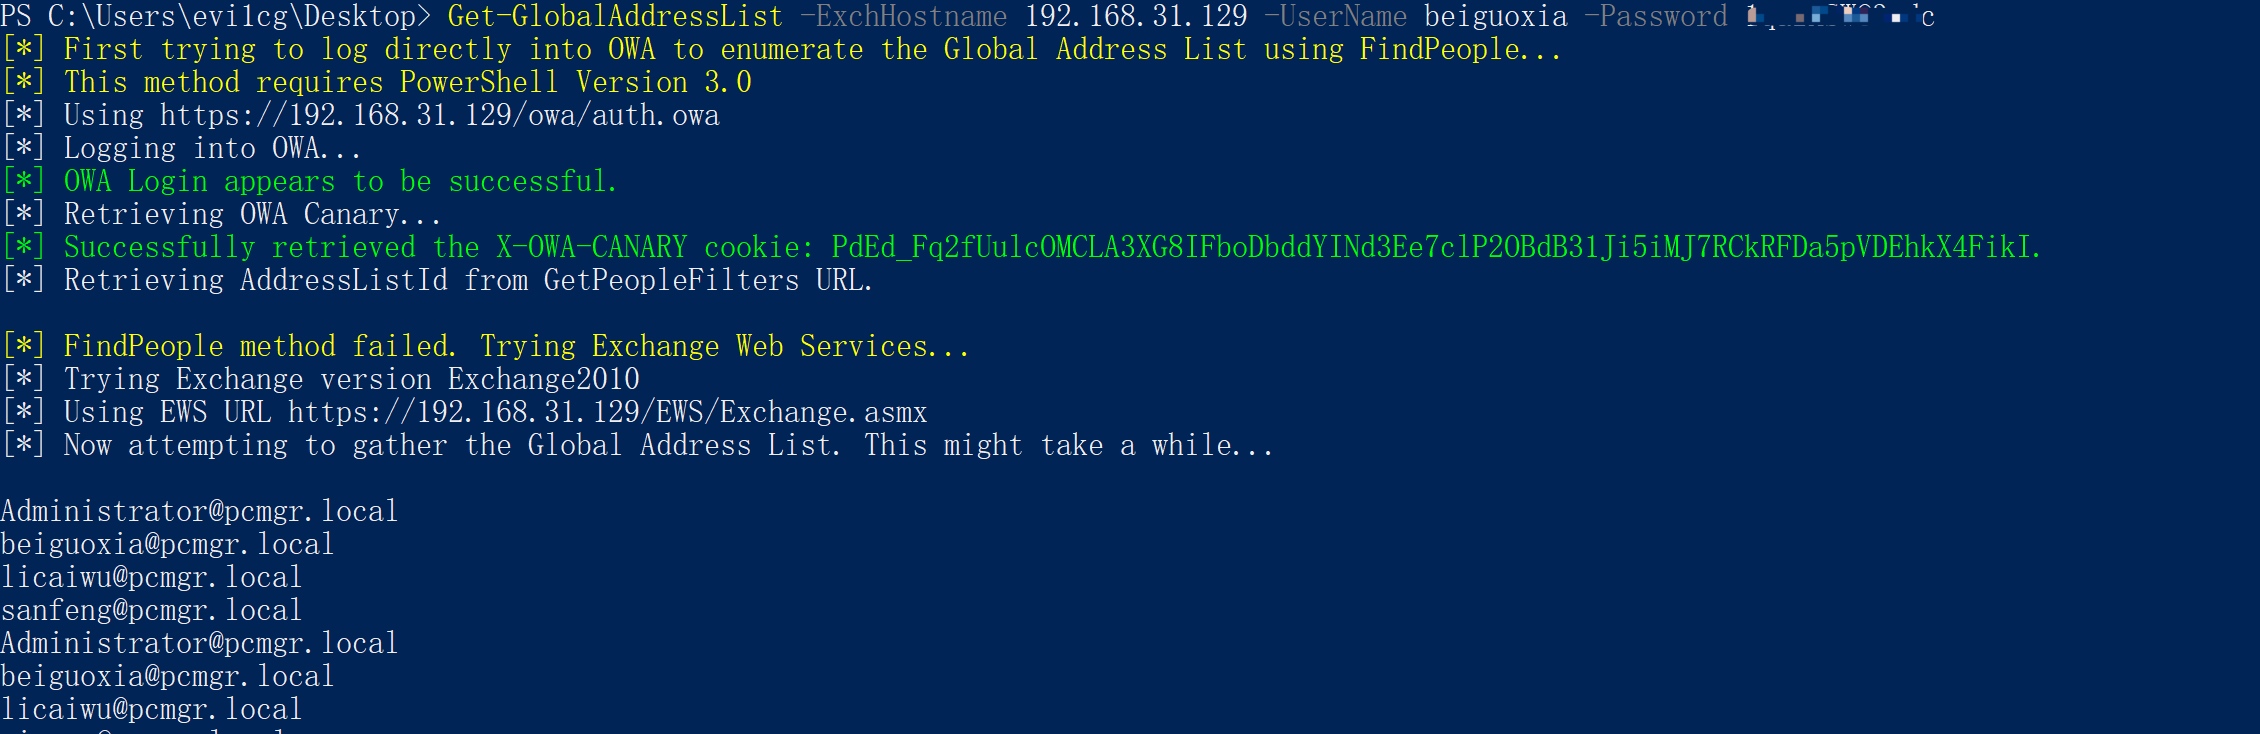 PS C:\Users\evi1cg\Desktop> Get-GlobalAddressList -ExchHostname 192.168.31.129 -UserName beiguoxia -Password
[*] First trying to log directly into OWA to enumerate the Global Address List using FindPeople...
[*] This method requires PowerShell Version 3.0
[*] Using https://192.168.31.129/owa/auth.owa
[*] Logging into OWA...
[*] OWA Login appears to be successful.
[*] Retrieving OWA Canary...
[*] Successfully retrieved the X-OWA-CANARY cookie: PdEd_Fq2fUulcOMCLA3XG8IFboDbddYINd3Ee7clP2OBdB31Ji5iMJ7RCkRFDa5pVDEhkX4FikI.
[*] Retrieving AddressListId from GetPeopleFilters URL.
[*] FindPeople method failed. Trying Exchange Web Services...
[*] Trying Exchange version Exchange2010
[*] Using EWS URL https://192.168.31.129/EWS/Exchange.asmx
[*] Now attempting to gather the Global Address List. This might take a while...
Administrator@pcmgr.local
beiguoxia@pcmgr.local
licaiwu@pcmgr.local
sanfeng@pcmgr.local
Administrator@pcmgr.local
beiguoxia@pcmgr.local
licaiwu@pcmgr.local